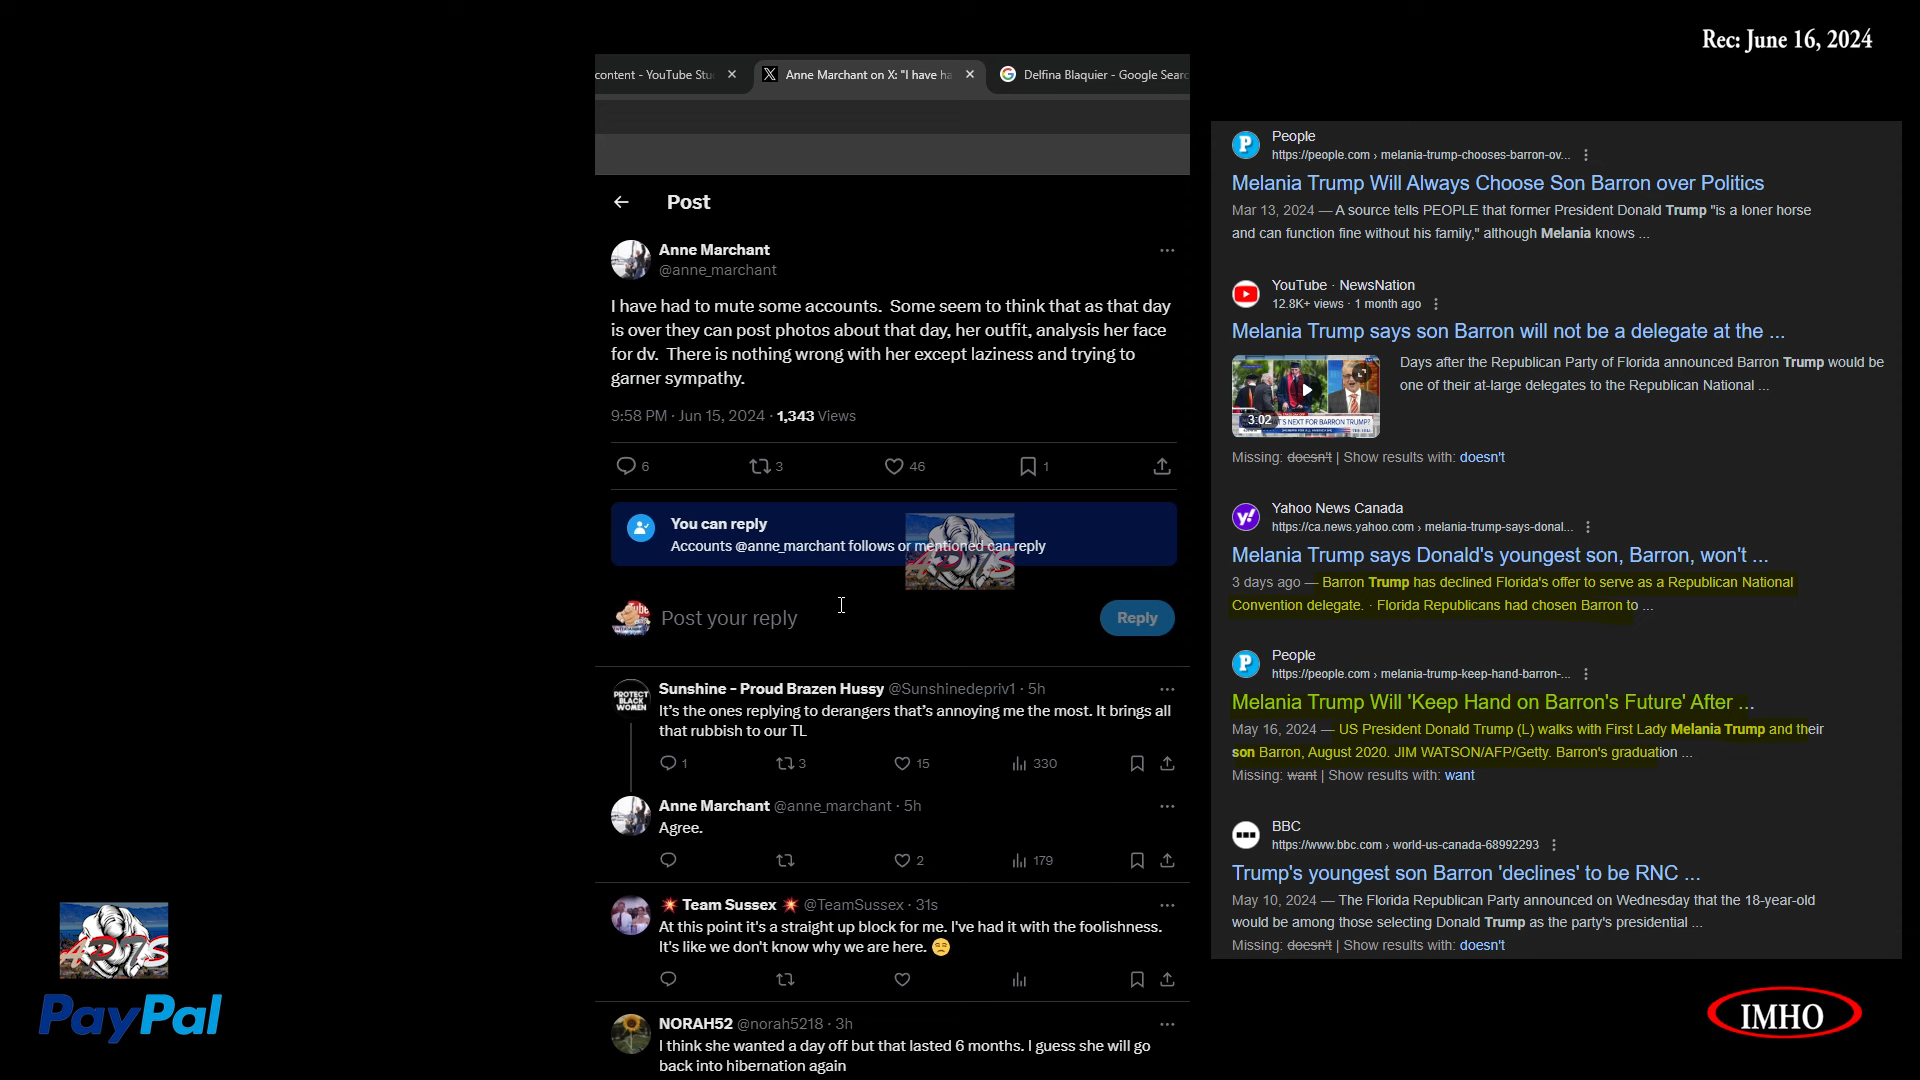 Rec: June 16, 2024
content - YouTube Stu
Anne Marchant on X: "I have ha
Delfina Blaquier - Google Searc
Post
Anne Marchant
@anne_marchant
I have had to mute some accounts. Some seem to think that as that day
is over they can post photos about that day, her outfit, analysis her face
for dv. There is nothing wrong with her except laziness and trying to
garner sympathy.
9:58 PM · Jun 15, 2024 · 1,343 Views
6 3 46 1
You can reply
Accounts @anne_marchant follows or mentioned can reply
Post your reply
Reply
PROTECT
BLACK
WOMEN
Sunshine - Proud Brazen Hussy @Sunshinedepriv1 · 5h
It's the ones replying to derangers that's annoying me the most. It brings all
that rubbish to our TL
1 3 15 330
Anne Marchant @anne_marchant · 5h
Agree.
2 179
💥 Team Sussex 💥 @TeamSussex · 31s
At this point it's a straight up block for me. I've had it with the foolishness.
It's like we don't know why we are here. 😒
NORAH52 @norah5218 · 3h
I think she wanted a day off but that lasted 6 months. I guess she will go
back into hibernation again
People
https://people.com › melania-trump-chooses-barron-ov...
Melania Trump Will Always Choose Son Barron over Politics
Mar 13, 2024 — A source tells PEOPLE that former President Donald Trump "is a loner horse
and can function fine without his family," although Melania knows ...
YouTube · NewsNation
12.8K+ views · 1 month ago
Melania Trump says son Barron will not be a delegate at the ...
Days after the Republican Party of Florida announced Barron Trump would be
one of their at-large delegates to the Republican National ...
3:02
T'S NEXT FOR BARRON TRUMP?
Missing: doesn't | Show results with: doesn't
Yahoo News Canada
https://ca.news.yahoo.com › melania-trump-says-donal...
Melania Trump says Donald's youngest son, Barron, won't ...
3 days ago — Barron Trump has declined Florida's offer to serve as a Republican National
Convention delegate. · Florida Republicans had chosen Barron to ...
People
https://people.com › melania-trump-keep-hand-barron-...
Melania Trump Will 'Keep Hand on Barron's Future' After ...
May 16, 2024 — US President Donald Trump (L) walks with First Lady Melania Trump and their
son Barron, August 2020. JIM WATSON/AFP/Getty. Barron's graduation ...
Missing: want | Show results with: want
BBC
https://www.bbc.com › world-us-canada-68992293
Trump's youngest son Barron 'declines' to be RNC ...
May 10, 2024 — The Florida Republican Party announced on Wednesday that the 18-year-old
would be among those selecting Donald Trump as the party's presidential ...
Missing: doesn't | Show results with: doesn't
PayPal
IMHO